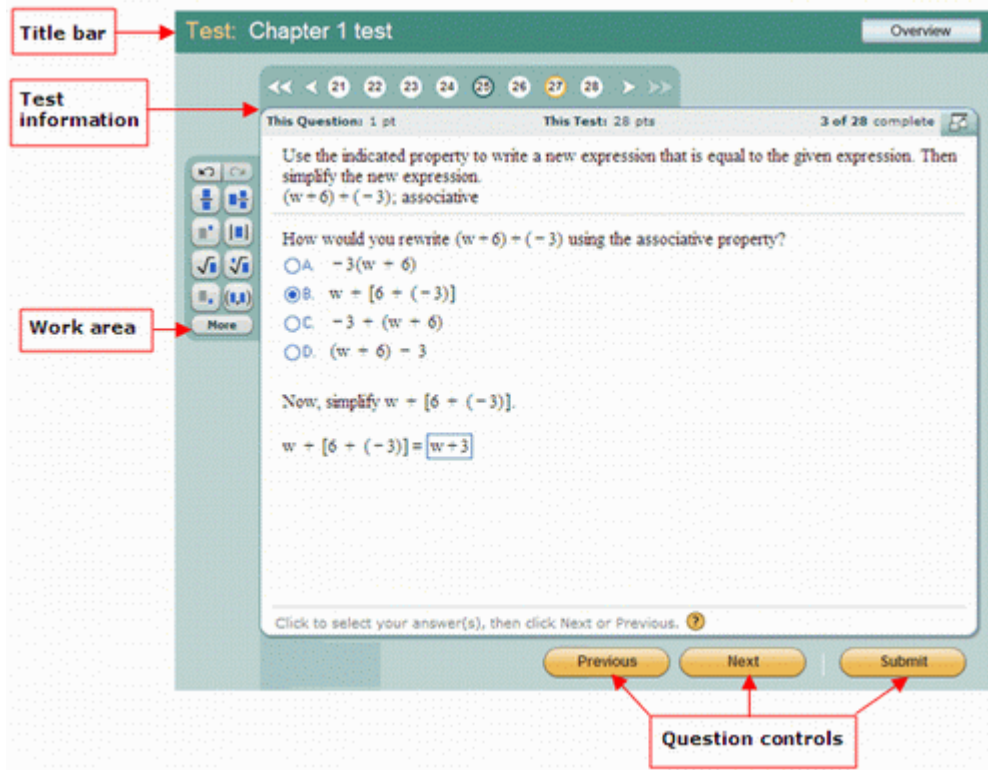 Title bar
Test: Chapter 1 test
Overview
21 22 23 24 25 26 27 28
Test
information
This Question: 1 pt
This Test: 28 pts
3 of 28 complete
Use the indicated property to write a new expression that is equal to the given expression. Then
simplify the new expression.
(w + 6) + ( - 3); associative
How would you rewrite (w + 6) + ( - 3) using the associative property?
A. - 3(w + 6)
B. w + [6 + ( - 3)]
C. - 3 + (w + 6)
D. (w + 6) - 3
More
Work area
Now, simplify w + [6 + ( - 3)].
w + [6 + ( - 3)] = w + 3
Click to select your answer(s), then click Next or Previous. ?
Previous
Next
Submit
Question controls